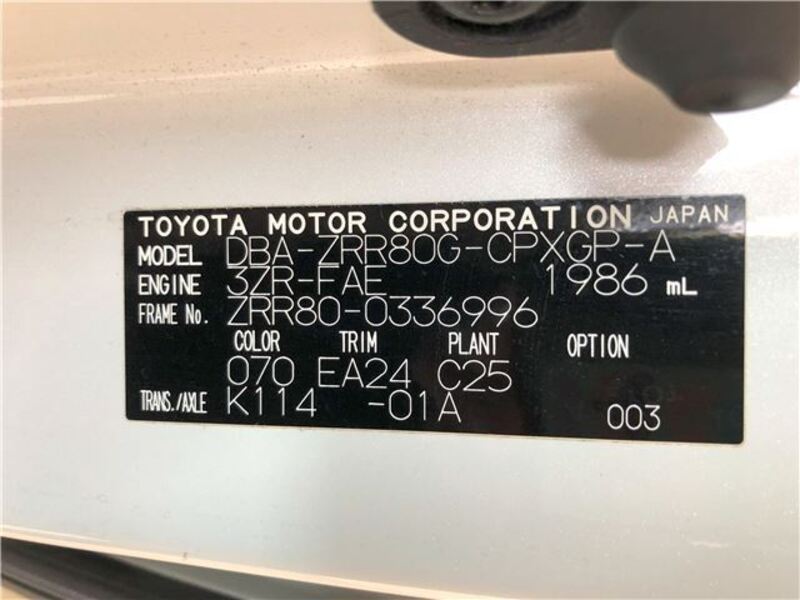 TOYOTA MOTOR CORPORATION JAPAN
MODEL DBA-ZRR80G-CPXGP-A
ENGINE 3ZR-FAE 1986 mL
FRAME No. ZRR80-0336996
COLOR TRIM PLANT OPTION
070 EA24 C25
TRANS./AXLE K114 -01A 003